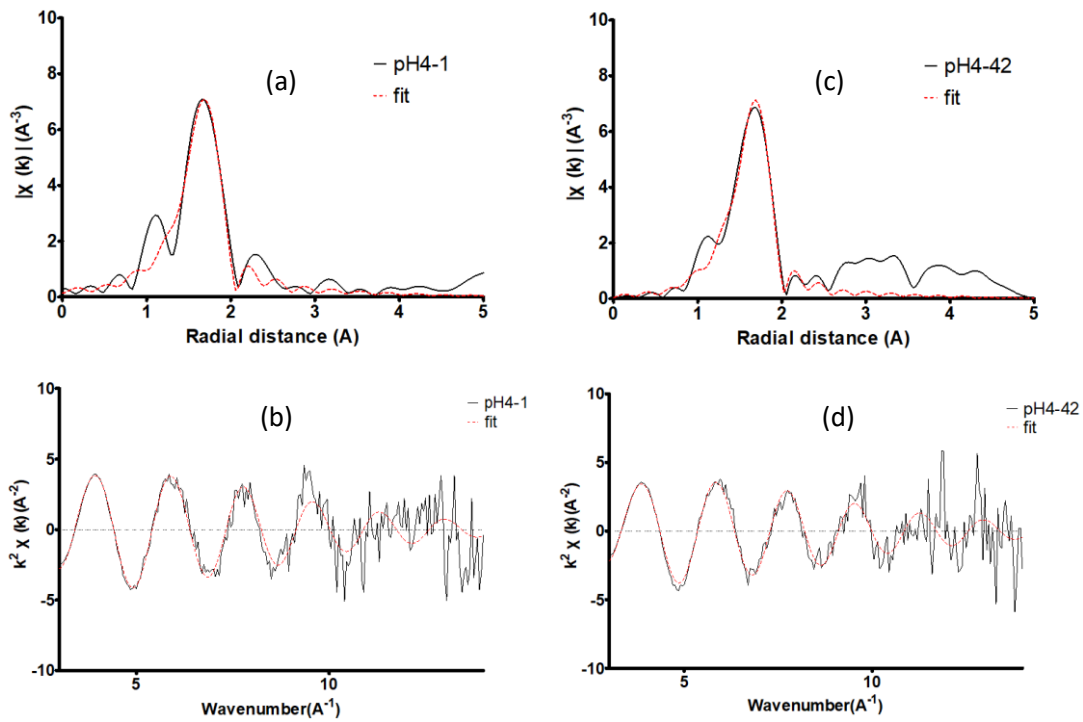 10
8
6
4
2
0
|χ (k) | (A⁻³)
(a)
pH4-1
fit
0 1 2 3 4 5
Radial distance (A)
10
8
6
4
2
0
|χ (k) | (A⁻³)
(c)
pH4-42
fit
0 1 2 3 4 5
Radial distance (A)
10
5
0
-5
-10
k² χ (k) (A⁻²)
(b)
pH4-1
fit
5 10
Wavenumber(A⁻¹)
10
5
0
-5
-10
k² χ (k) (A⁻²)
(d)
pH4-42
fit
5 10
Wavenumber(A⁻¹)